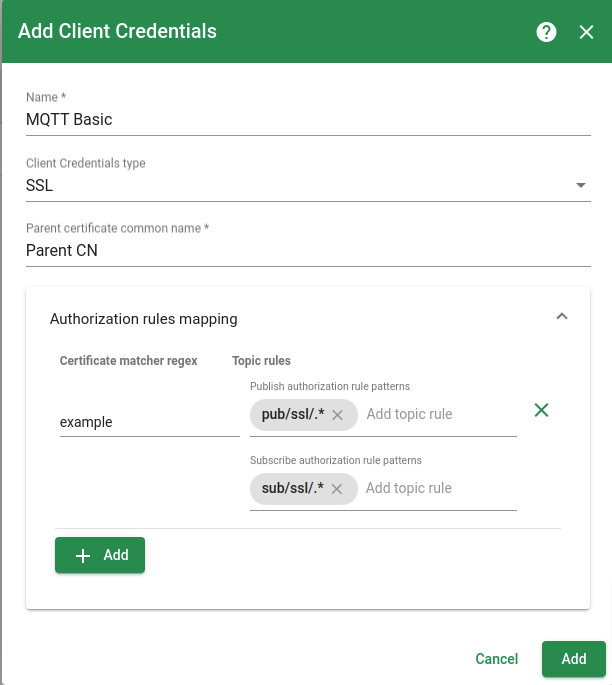 Add Client Credentials
Name *
MQTT Basic
Client Credentials type
SSL
Parent certificate common name *
Parent CN
Authorization rules mapping
Certificate matcher regex Topic rules
Publish authorization rule patterns
pub/ssl/.* Add topic rule
example
Subscribe authorization rule patterns
sub/ssl/.* Add topic rule
Add
Cancel Add